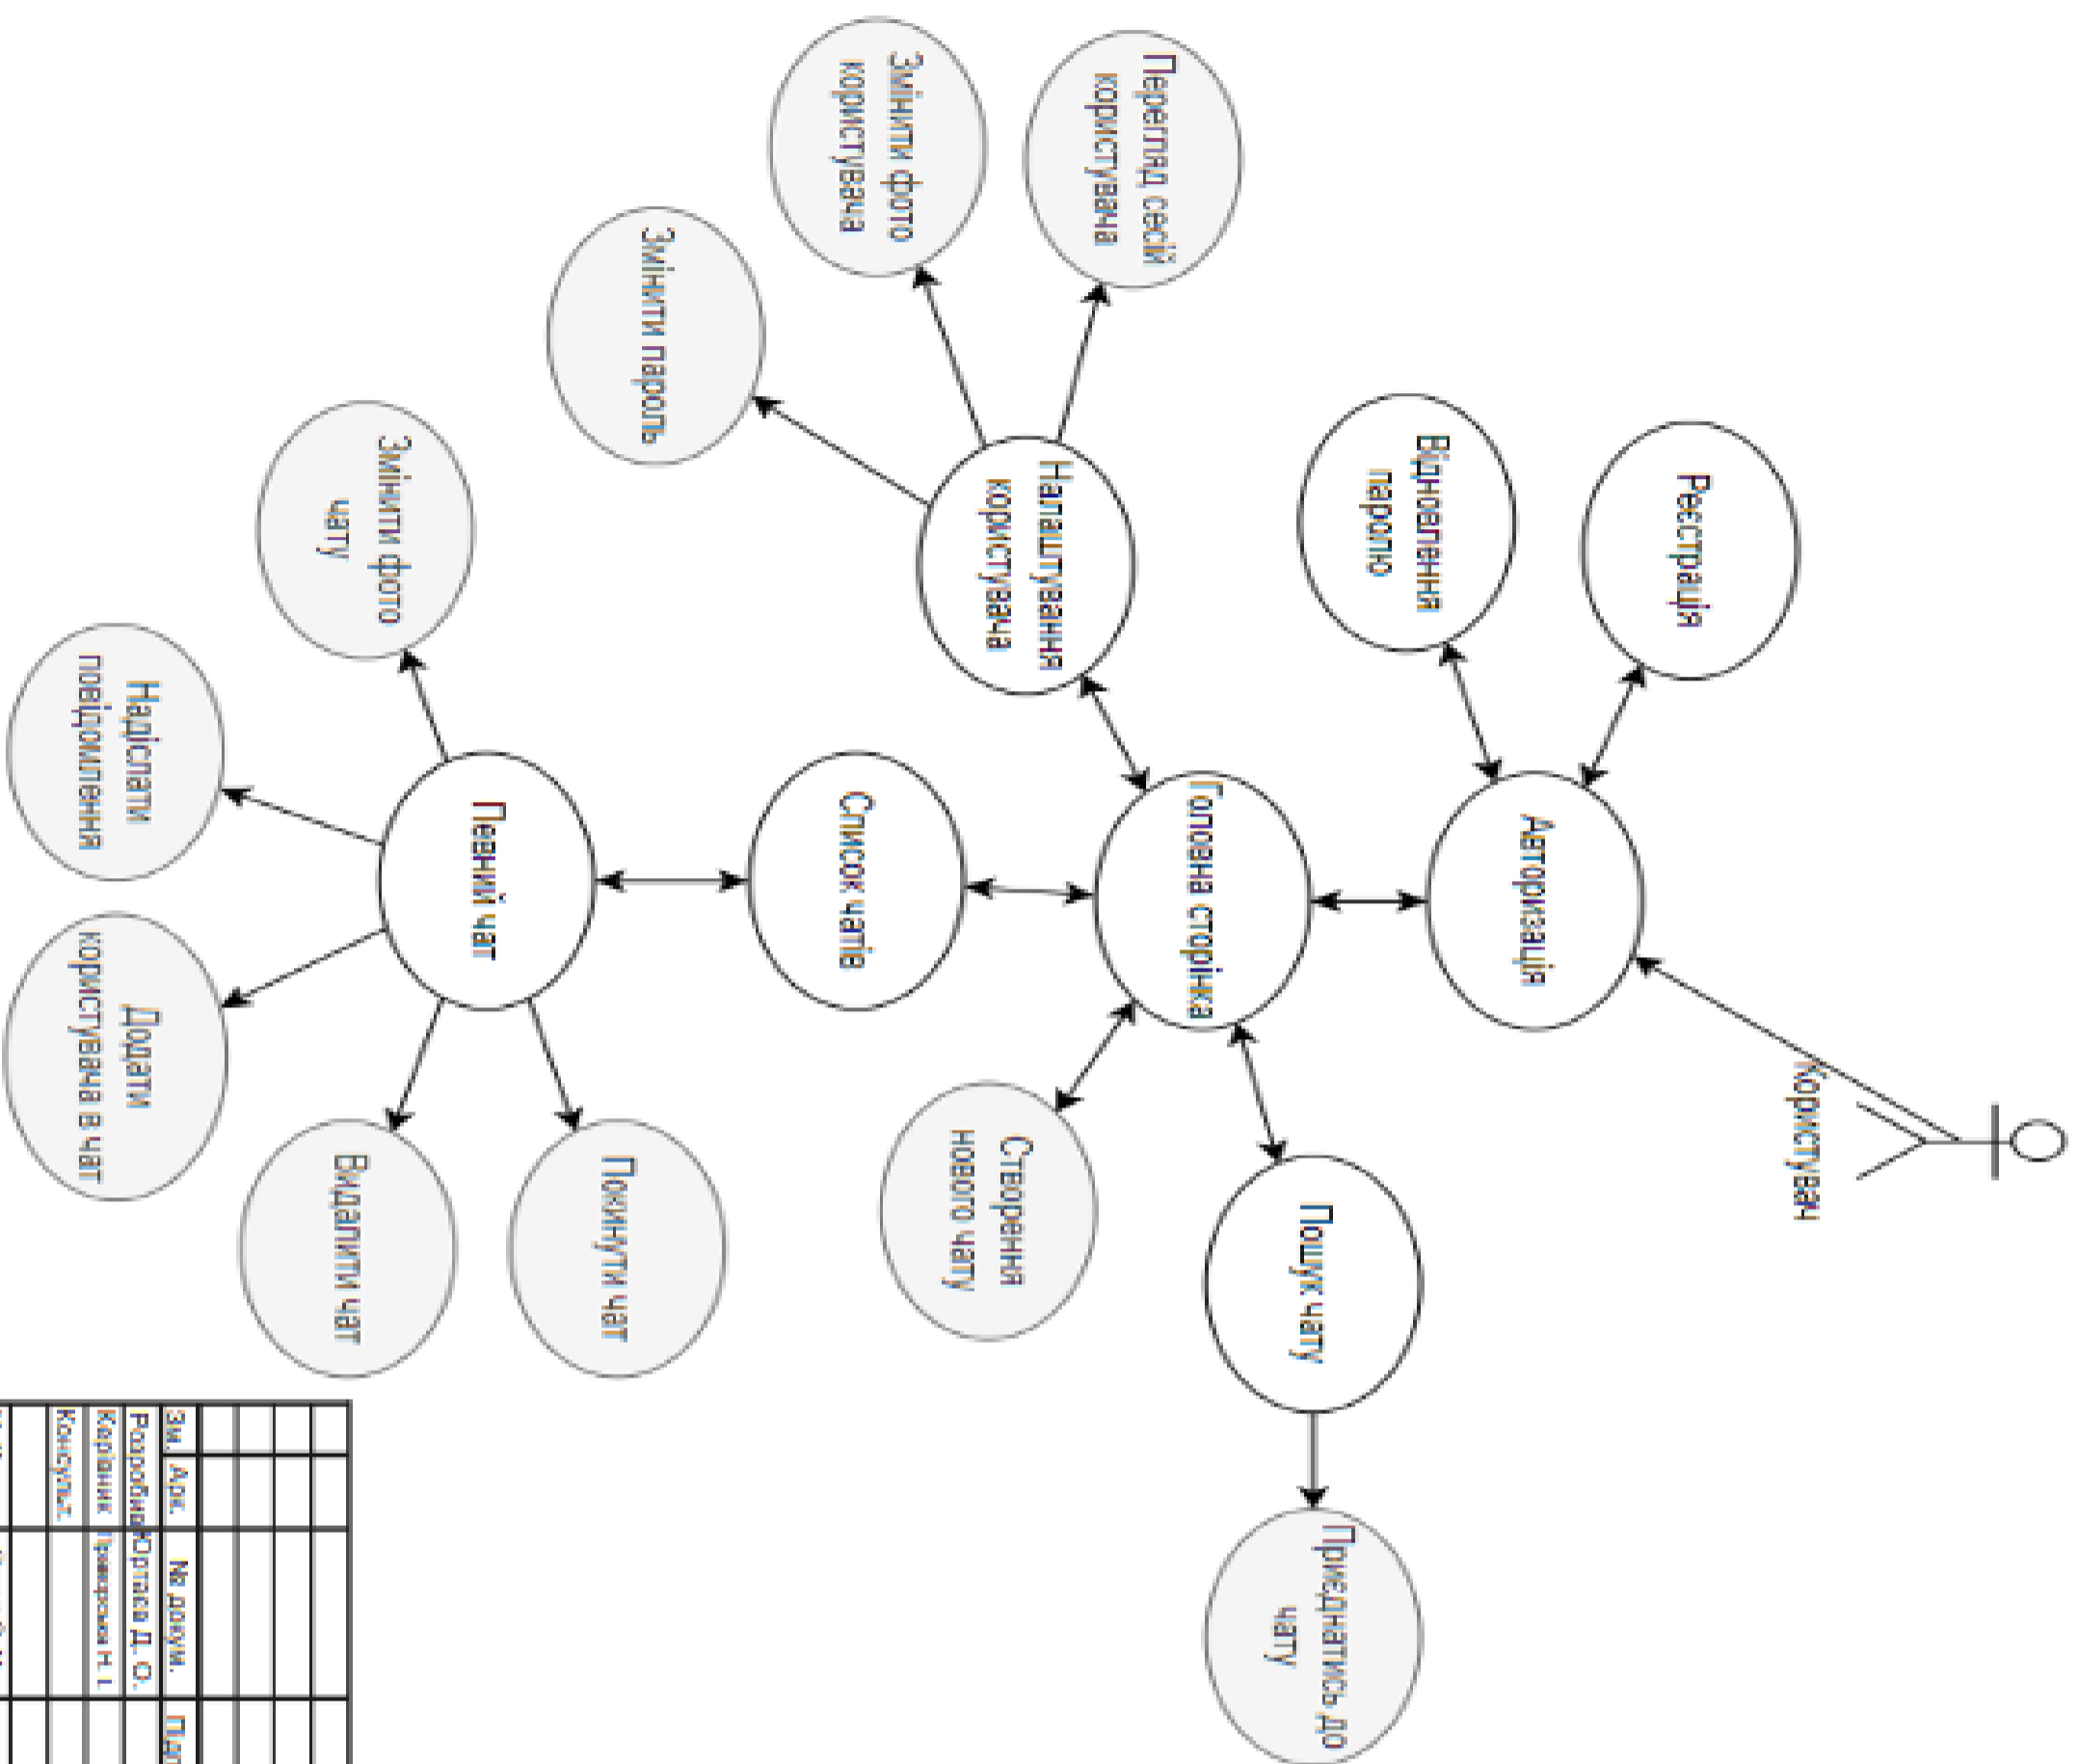 Користувач
Реєстрація
Відновлення
паролю
Авторизація
Перегляд сесій
користувача
Змінити фото
користувача
Змінити пароль
Налаштування
користувача
Головна сторінка
Пошук чату
Приєднатись до
чату
Створення
нового чату
Список чатів
Певний чат
Змінити фото
чату
Надіслати
повідомлення
Додати
користувача в чат
Видалити чат
Покинути чат
Зм. Арк. № докум.
Керівник
Консульт.